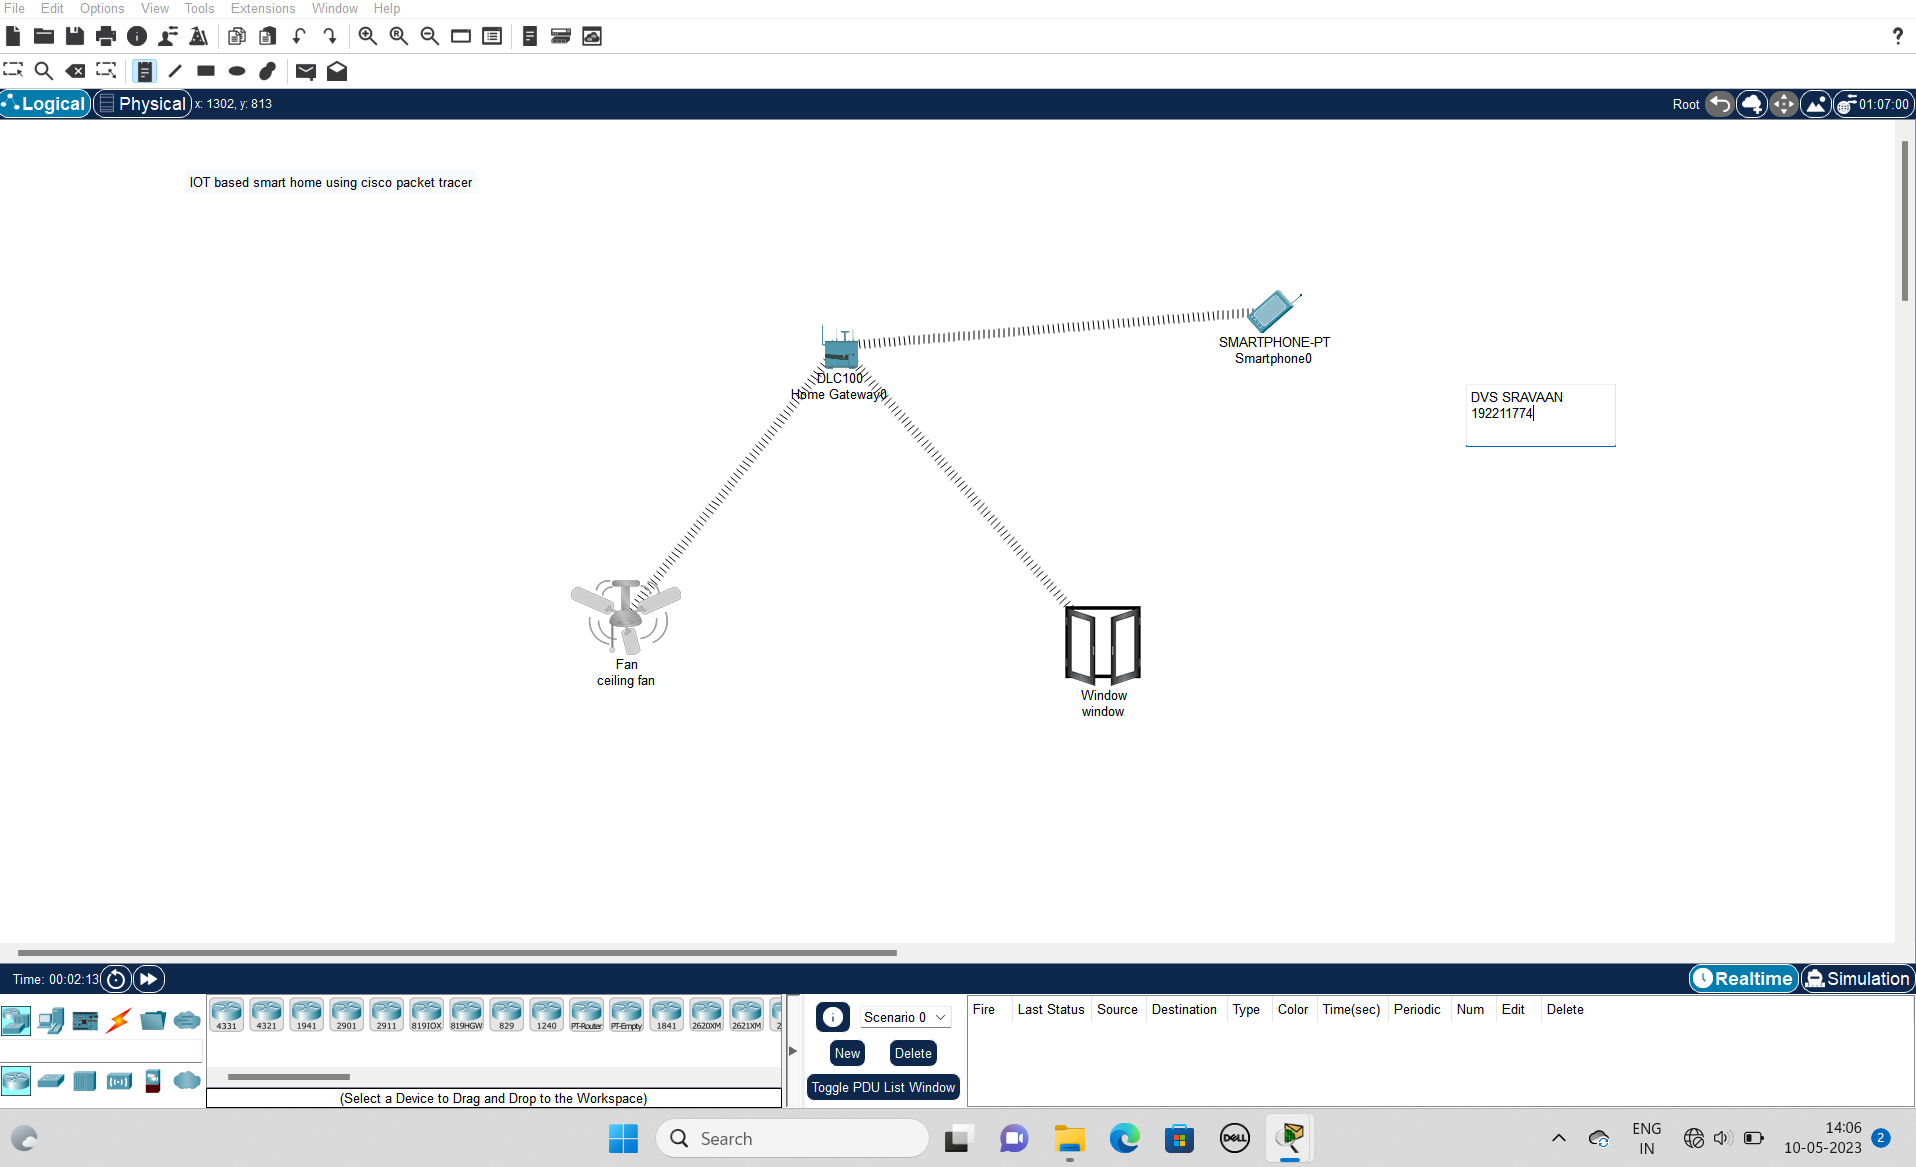 File Edit Options View Tools Extensions Window Help
?
Logical Physical x: 1302, y: 813 Root 01:07:00
IOT based smart home using cisco packet tracer
SMARTPHONE-PT
Smartphone0
DLC100
Home Gateway0
DVS SRAVAAN
192211774
Fan
ceiling fan
Window
window
Time: 00:02:13 Realtime Simulation
4331 4321 1941 2901 2911 819IOX 819HGW 829 1240 PT-Router PT-Empty 1841 2620XM 2621XM 2
(Select a Device to Drag and Drop to the Workspace)
Scenario 0
New Delete
Toggle PDU List Window
Fire Last Status Source Destination Type Color Time(sec) Periodic Num Edit Delete
Search
DELL
ENG
IN
14:06
10-05-2023
2